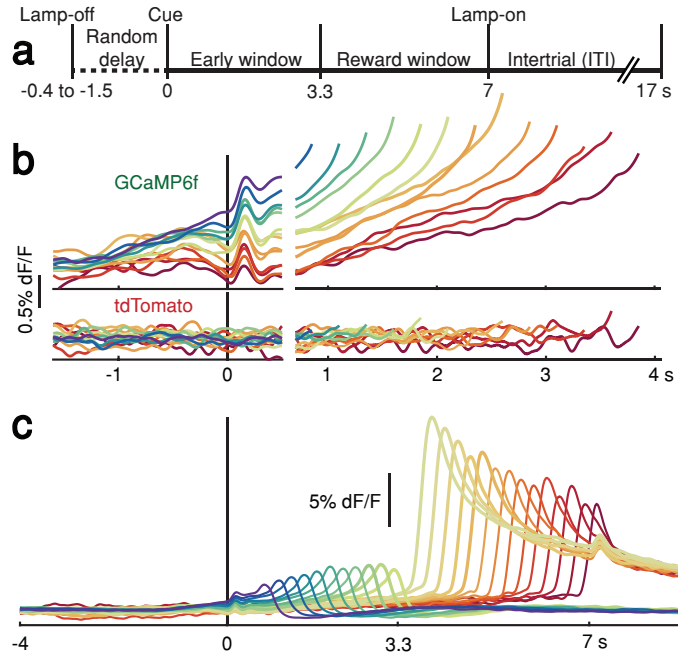 Lamp-off Cue Lamp-on
a Random delay Early window Reward window Intertrial (ITI)
-0.4 to -1.5 0 3.3 7 17 s
b
GCaMP6f
0.5% dF/F
tdTomato
-1 0 1 2 3 4 s
c
5% dF/F
-4 0 3.3 7 s